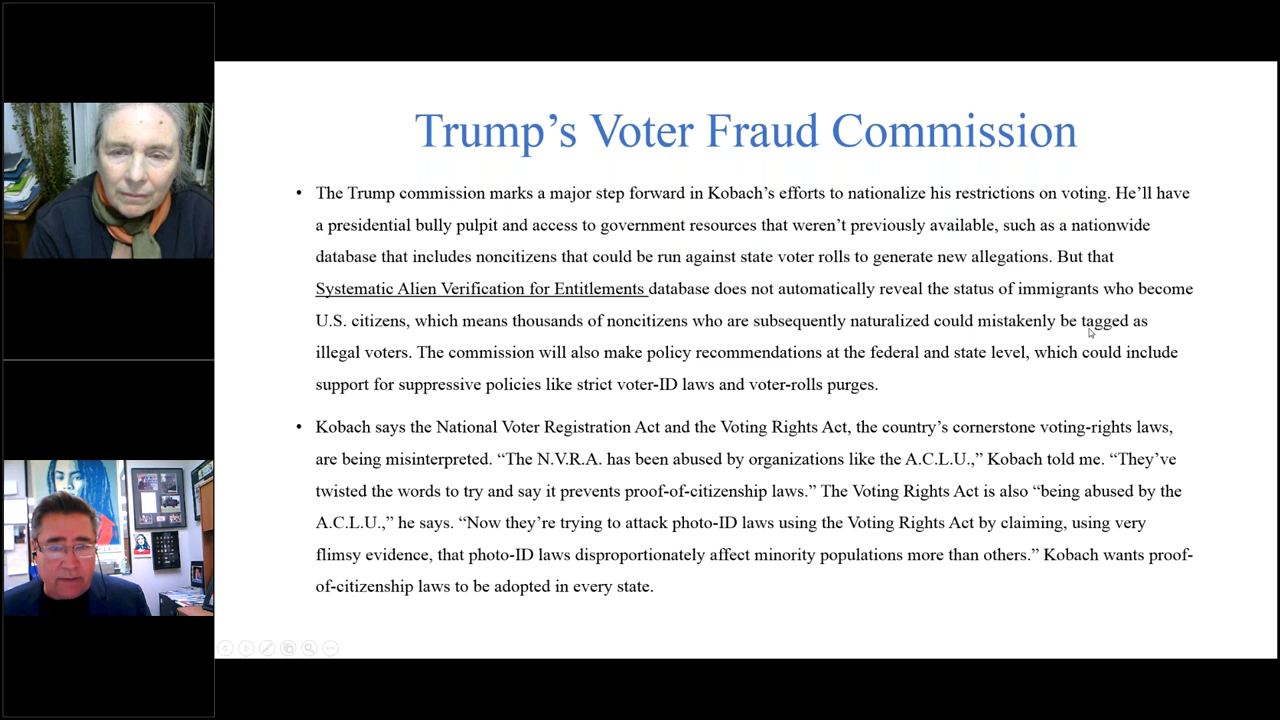 Trump’s Voter Fraud Commission
• The Trump commission marks a major step forward in Kobach’s efforts to nationalize his restrictions on voting. He’ll have
a presidential bully pulpit and access to government resources that weren’t previously available, such as a nationwide
database that includes noncitizens that could be run against state voter rolls to generate new allegations. But that
Systematic Alien Verification for Entitlements database does not automatically reveal the status of immigrants who become
U.S. citizens, which means thousands of noncitizens who are subsequently naturalized could mistakenly be tagged as
illegal voters. The commission will also make policy recommendations at the federal and state level, which could include
support for suppressive policies like strict voter-ID laws and voter-rolls purges.
• Kobach says the National Voter Registration Act and the Voting Rights Act, the country’s cornerstone voting-rights laws,
are being misinterpreted. “The N.V.R.A. has been abused by organizations like the A.C.L.U.,” Kobach told me. “They’ve
twisted the words to try and say it prevents proof-of-citizenship laws.” The Voting Rights Act is also “being abused by the
A.C.L.U.,” he says. “Now they’re trying to attack photo-ID laws using the Voting Rights Act by claiming, using very
flimsy evidence, that photo-ID laws disproportionately affect minority populations more than others.” Kobach wants proof-
of-citizenship laws to be adopted in every state.